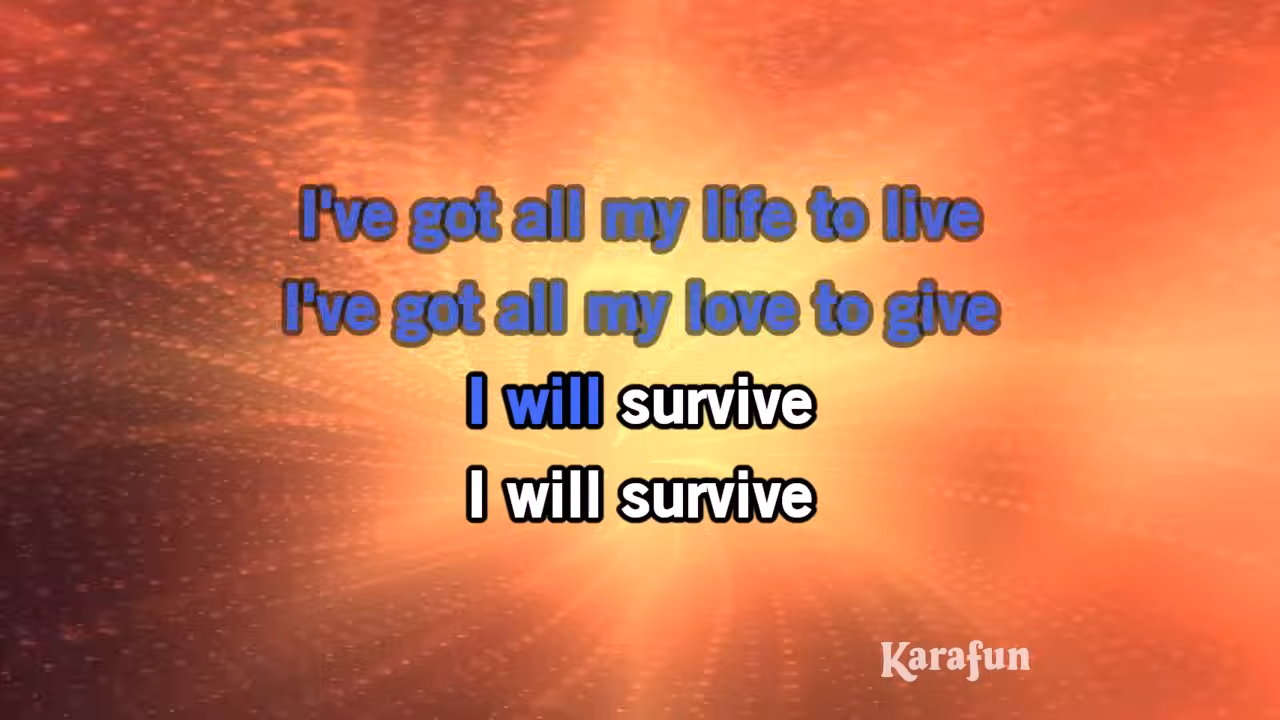 I've got all my life to live
I've got all my love to give
I will survive
I will survive
Karafun